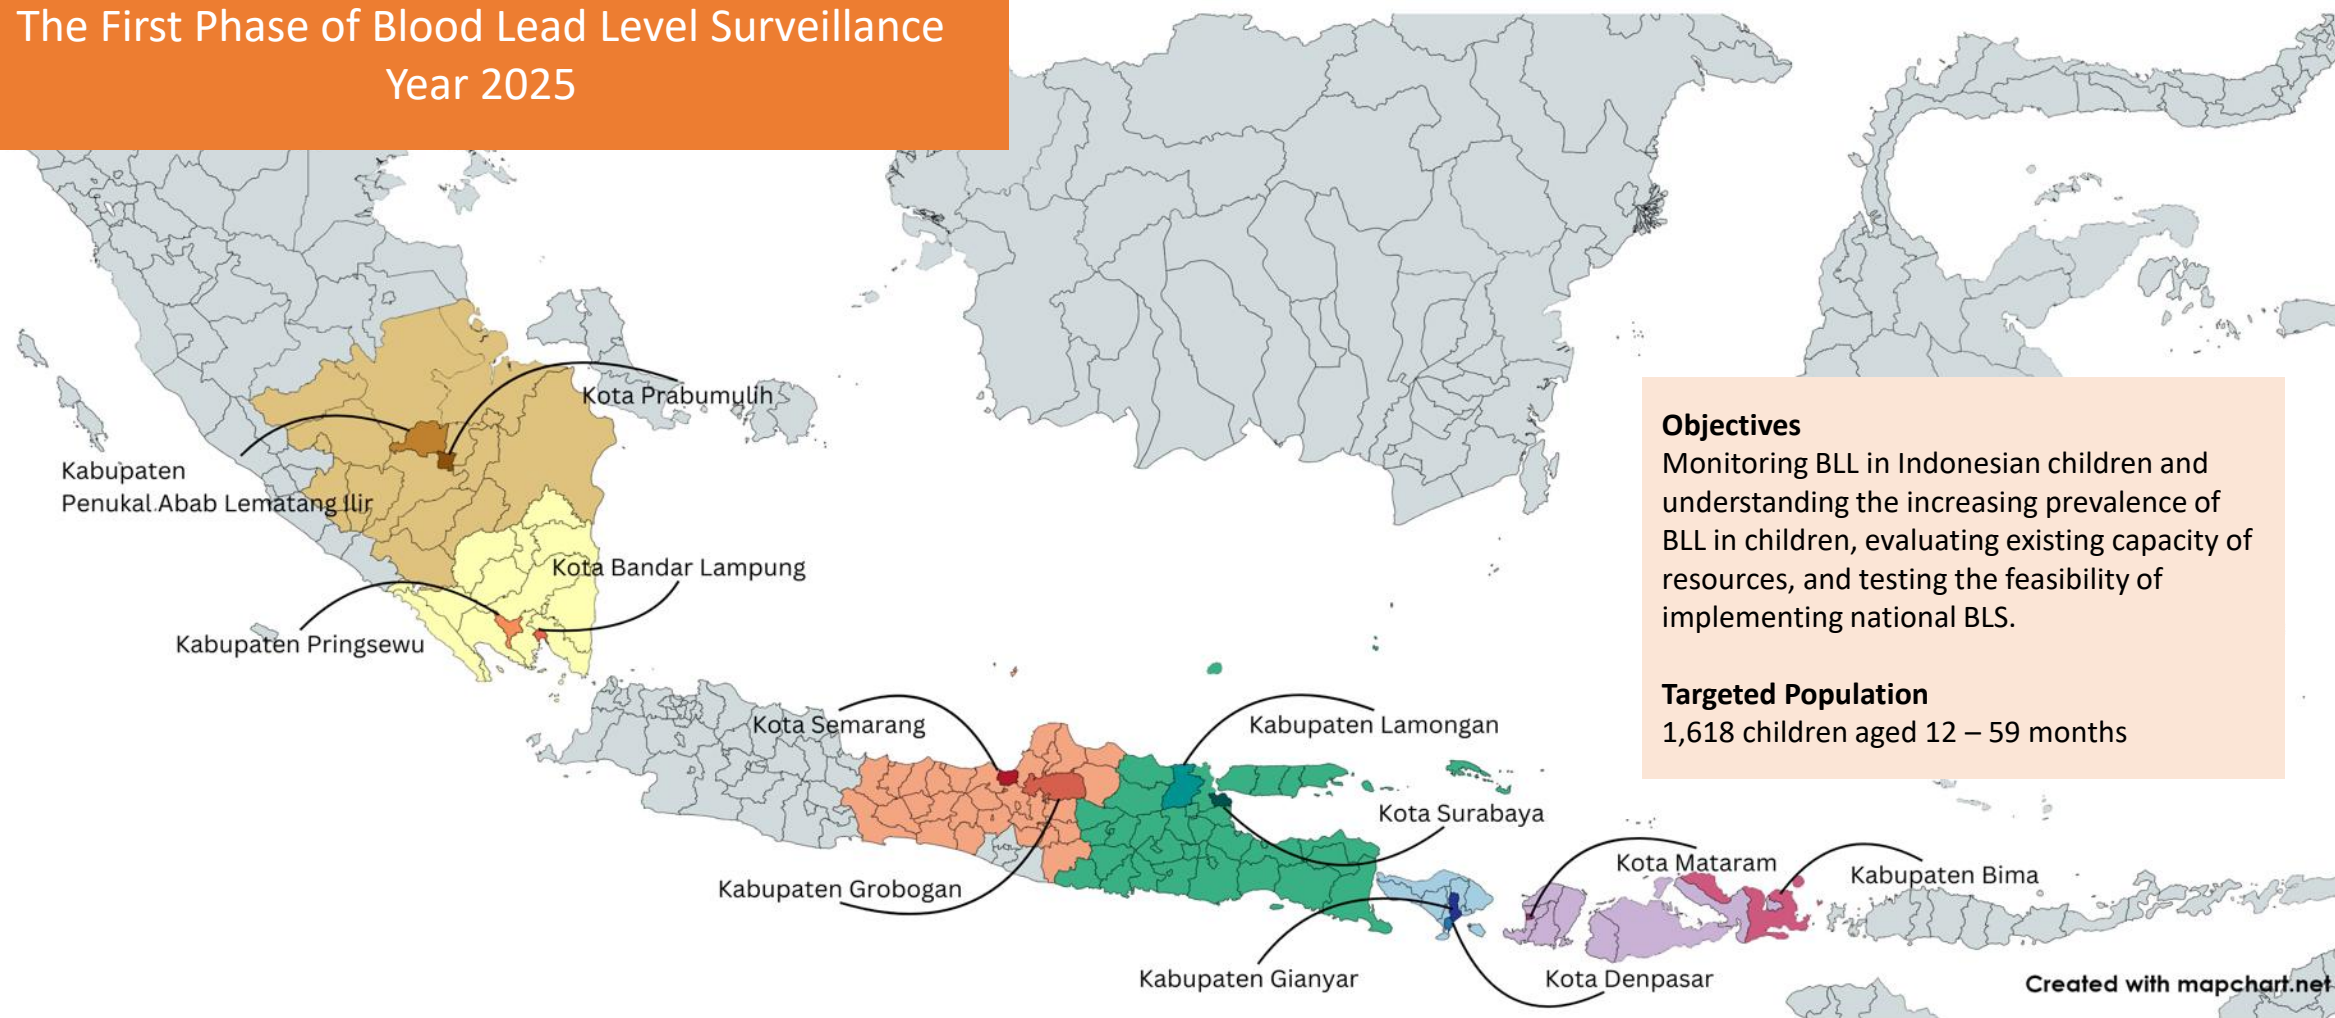 The First Phase of Blood Lead Level Surveillance
Year 2025
Kota Prabumulih
Kabupaten
Penukal Abab Lematang Ilir
Kota Bandar Lampung
Kabupaten Pringsewu
Objectives
Monitoring BLL in Indonesian children and
understanding the increasing prevalence of
BLL in children, evaluating existing capacity of
resources, and testing the feasibility of
implementing national BLS.
Targeted Population
1,618 children aged 12 – 59 months
Kota Semarang
Kabupaten Lamongan
Kota Surabaya
Kabupaten Grobogan
Kota Mataram
Kabupaten Bima
Kabupaten Gianyar
Kota Denpasar
Created with mapchart.net